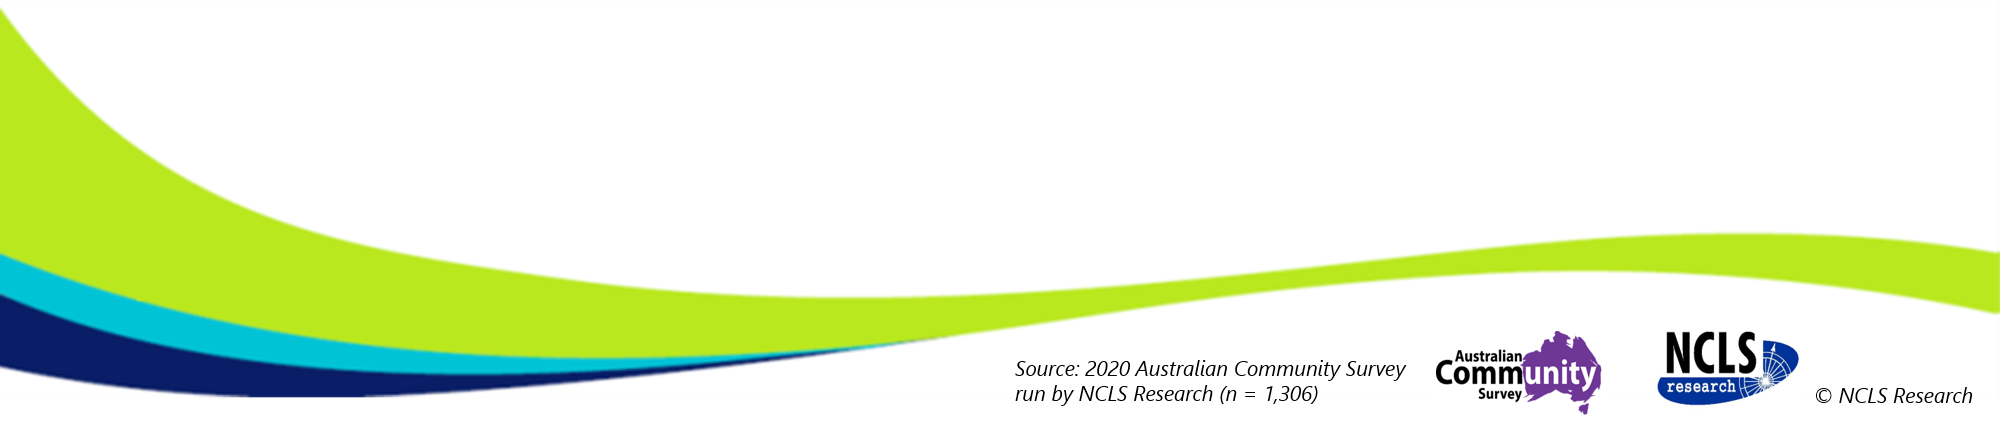 Source: 2020 Australian Community Survey
run by NCLS Research (n = 1,306)
Australian
Community
Survey
NCLS
research
© NCLS Research